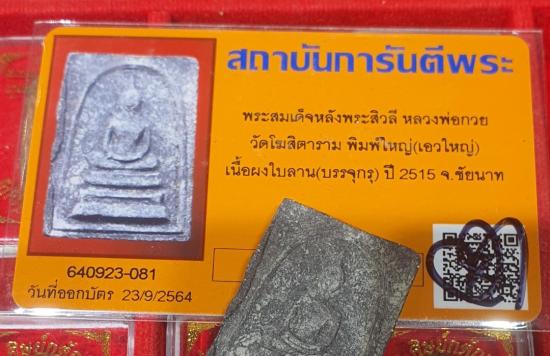 สถาบันการันตีพระ
พระสมเด็จหลังพระสิวลี หลวงพ่อกวย
วัดโฆสิตาราม พิมพ์ใหญ่(เอวใหญ่)
เนื้อผงใบลาน(บรรจุกรุ) ปี 2515 จ.ชัยนาท
640923-081
วันที่ออกบัตร 23/9/2564